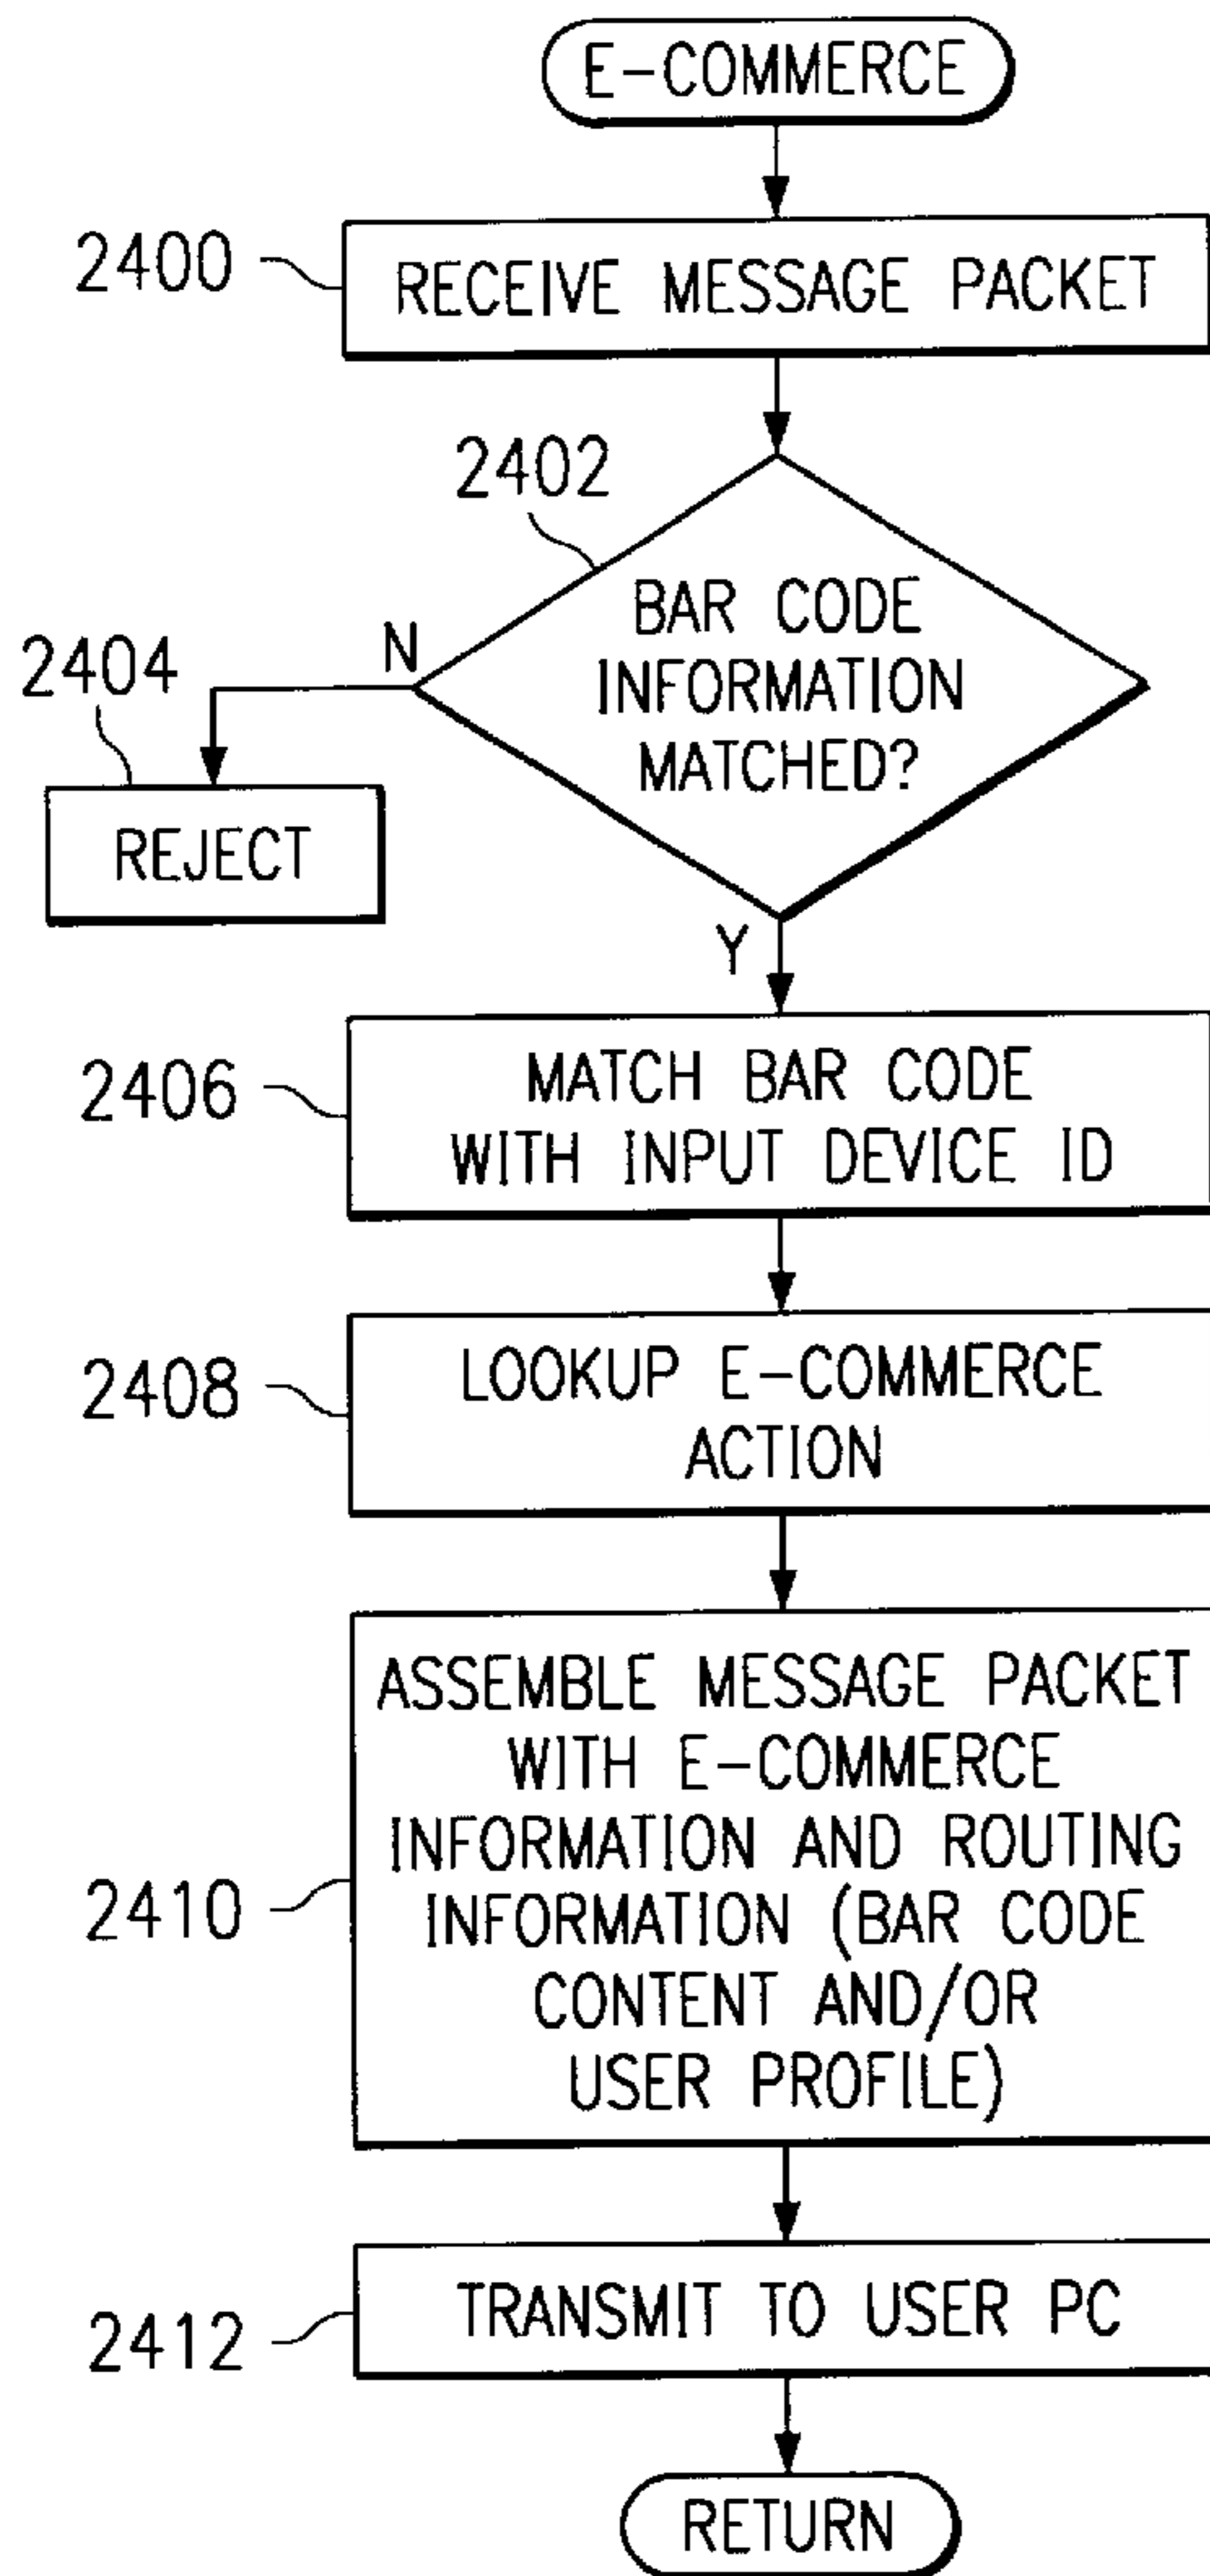 E-COMMERCE
2400
RECEIVE MESSAGE PACKET
2402
BAR CODE
INFORMATION
MATCHED?
N
2404
REJECT
Y
2406
MATCH BAR CODE
WITH INPUT DEVICE ID
2408
LOOKUP E-COMMERCE
ACTION
2410
ASSEMBLE MESSAGE PACKET
WITH E-COMMERCE
INFORMATION AND ROUTING
INFORMATION (BAR CODE
CONTENT AND/OR
USER PROFILE)
2412
TRANSMIT TO USER PC
RETURN